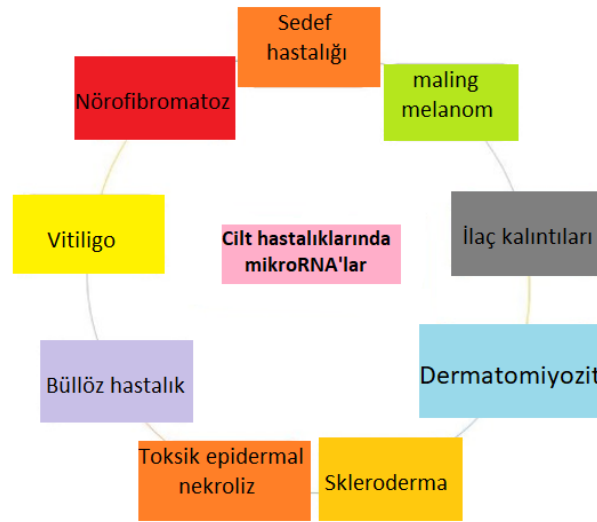 Sedef
hastalığı
maling
melanom
İlaç kalıntıları
Dermatomiyozit
Skleroderma
Toksik epidermal
nekroliz
Büllöz hastalık
Vitiligo
Nörofibromatoz
Cilt hastalıklarında
mikroRNA'lar